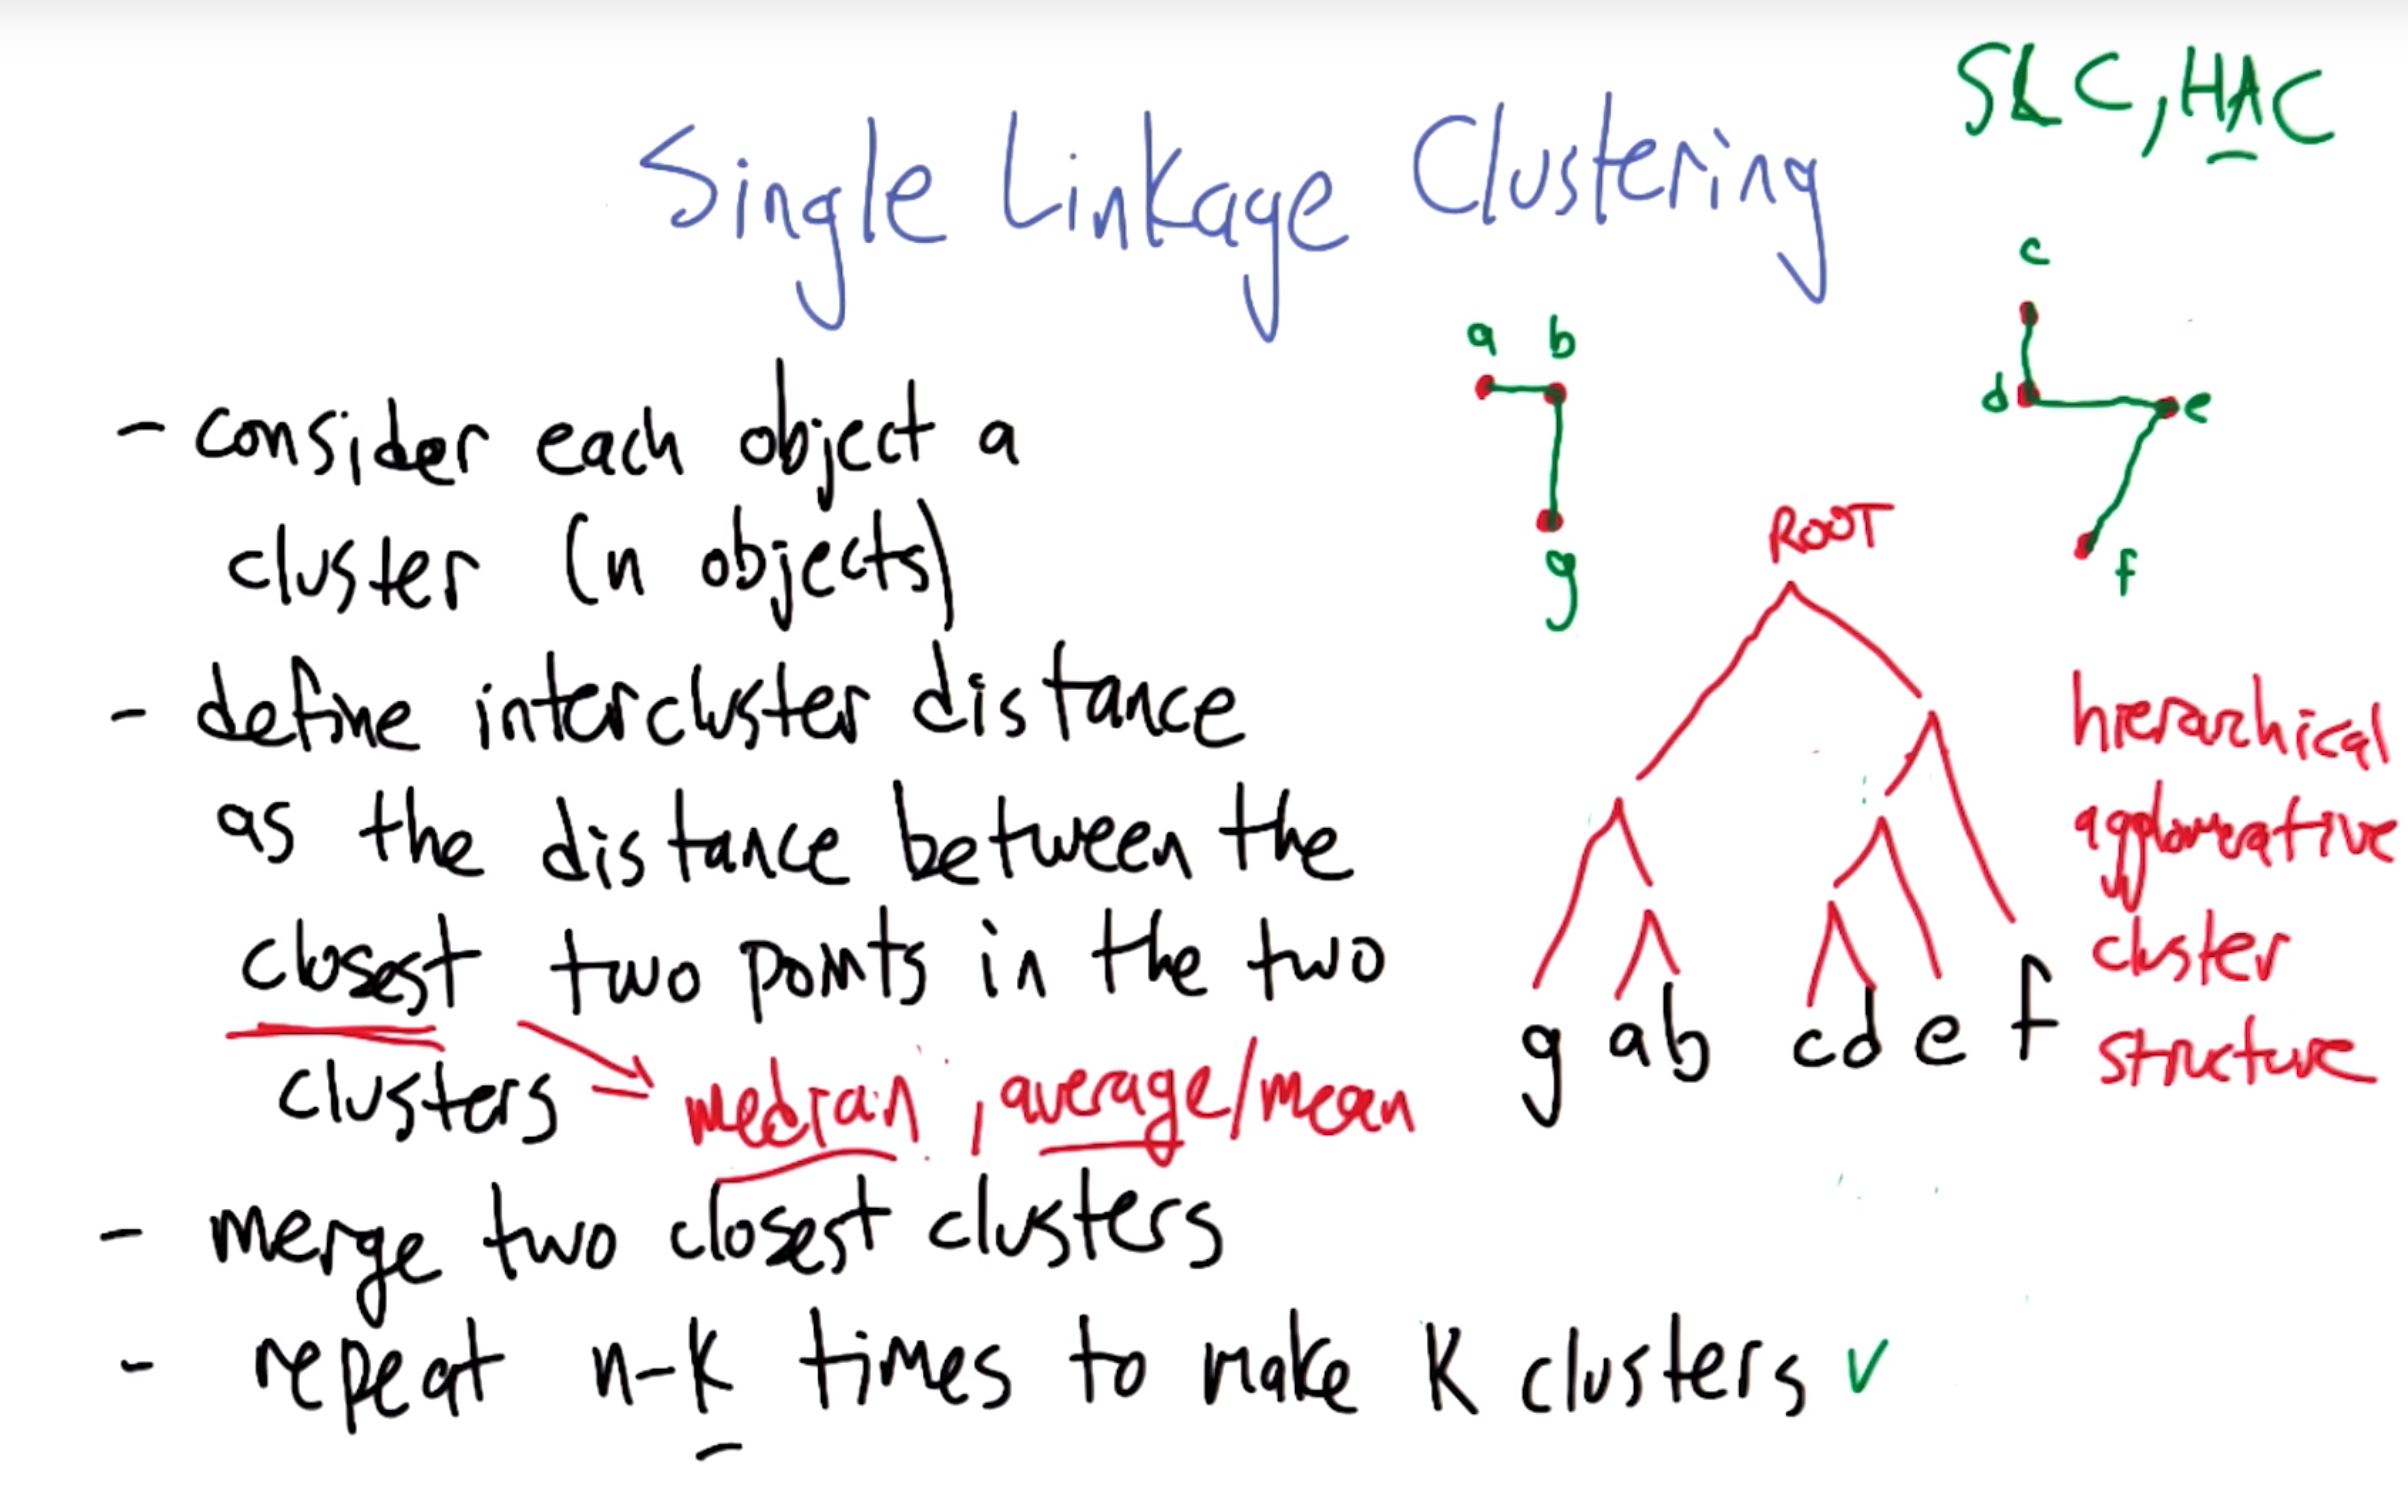 SLC, HAC
Single Linkage Clustering
- consider each object a
cluster (n objects)
- define intercluster distance
as the distance between the
closest two points in the two
clusters
median, average/mean
- merge two closest clusters
- repeat n-k times to make k clusters
a b
g
c
d e
f
ROOT
g ab cd e f
hierarchical
agglomerative
cluster
structure